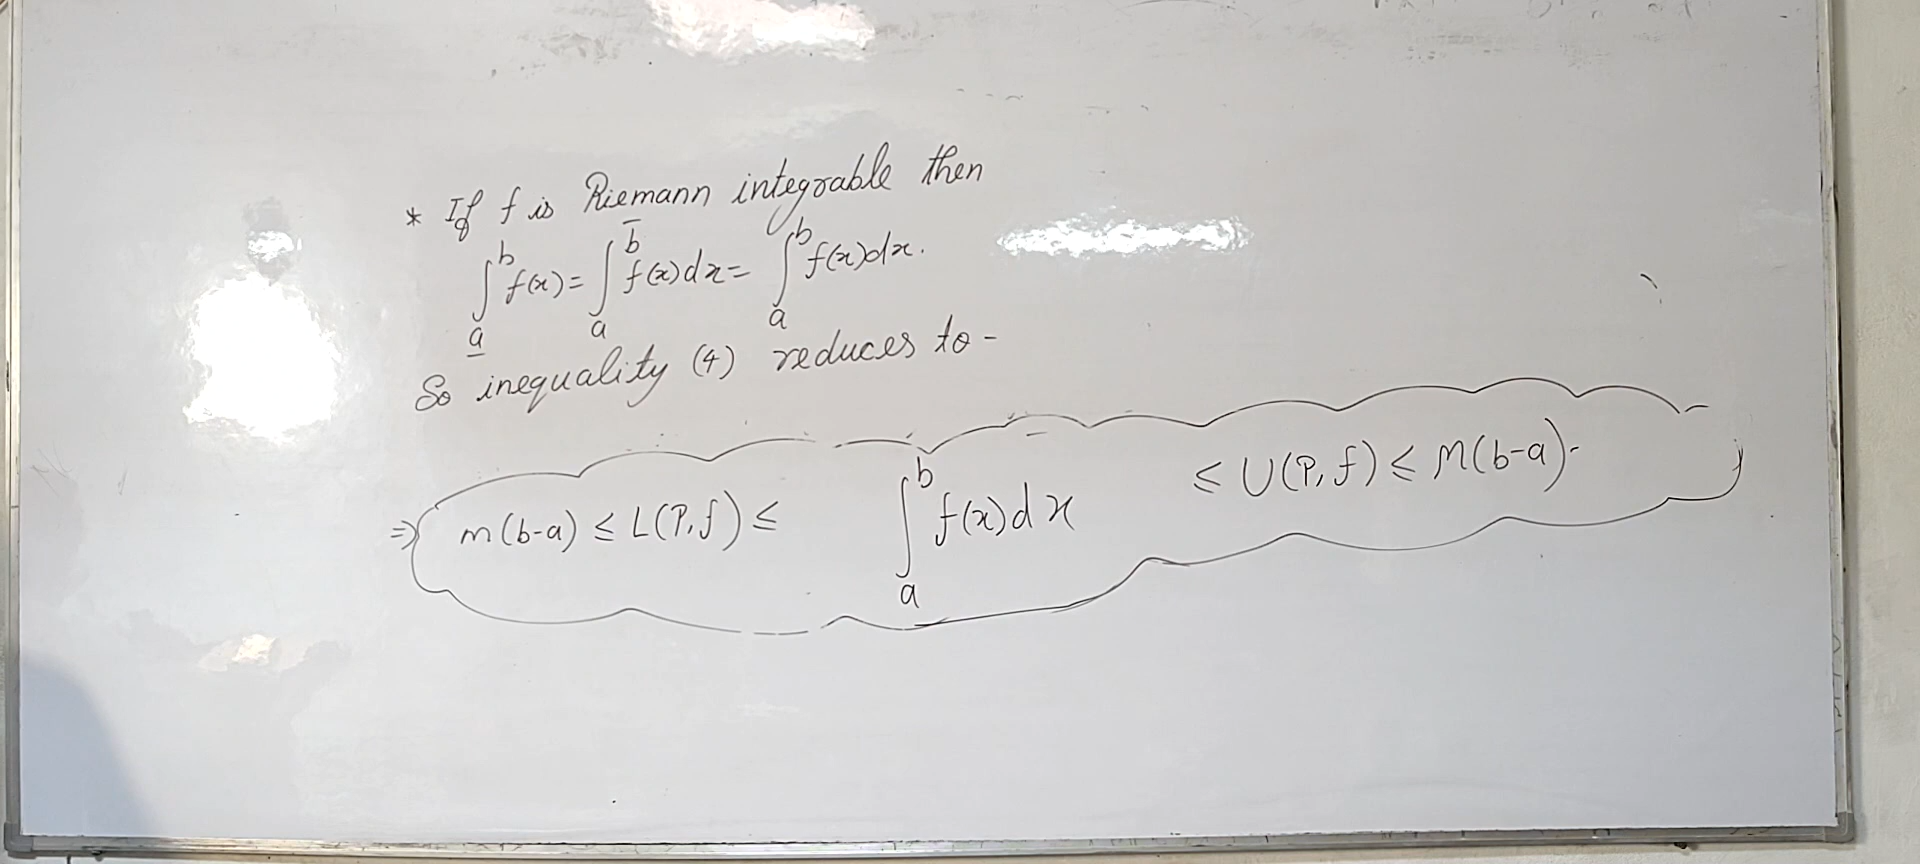 * If f is Riemann integrable then
∫_a̲^b f(x) = ∫_a^b̅ f(x) dx = ∫_a^b f(x) dx.
So inequality (4) reduces to -
⇒ m(b-a) ≤ L(P, f) ≤ ∫_a^b f(x) dx ≤ U(P, f) ≤ M(b-a).